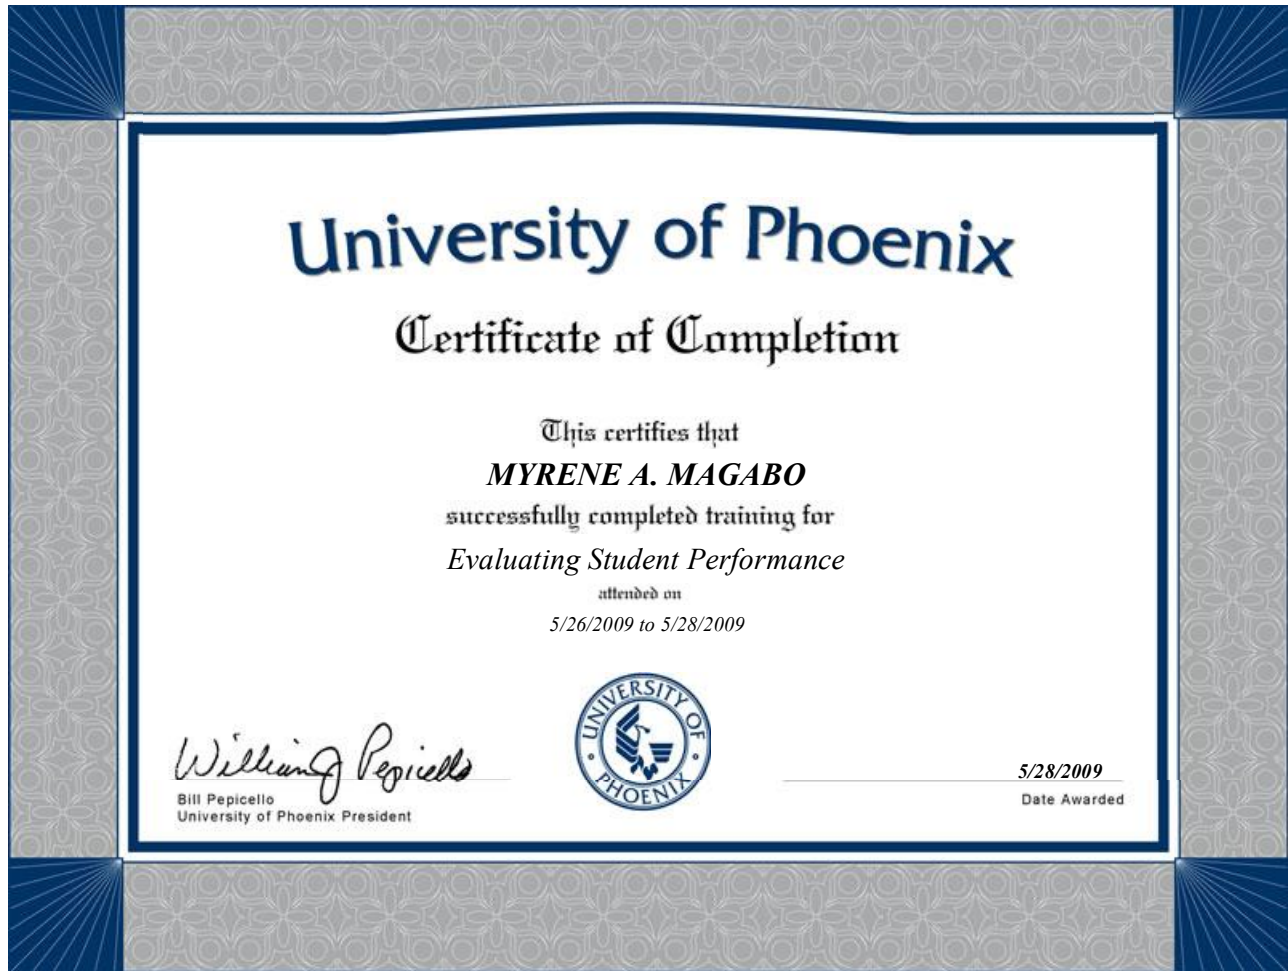 University of Phoenix
Certificate of Completion
This certifies that
MYRENE A. MAGABO
successfully completed training for
Evaluating Student Performance
attended on
5/26/2009 to 5/28/2009
UNIVERSITY OF PHOENIX
William J Pepicello
Bill Pepicello
University of Phoenix President
5/28/2009
Date Awarded